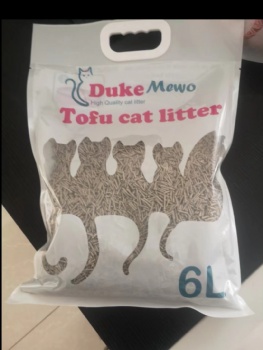 Duke Mewo
High Quality cat litter
Tofu cat litter
6L